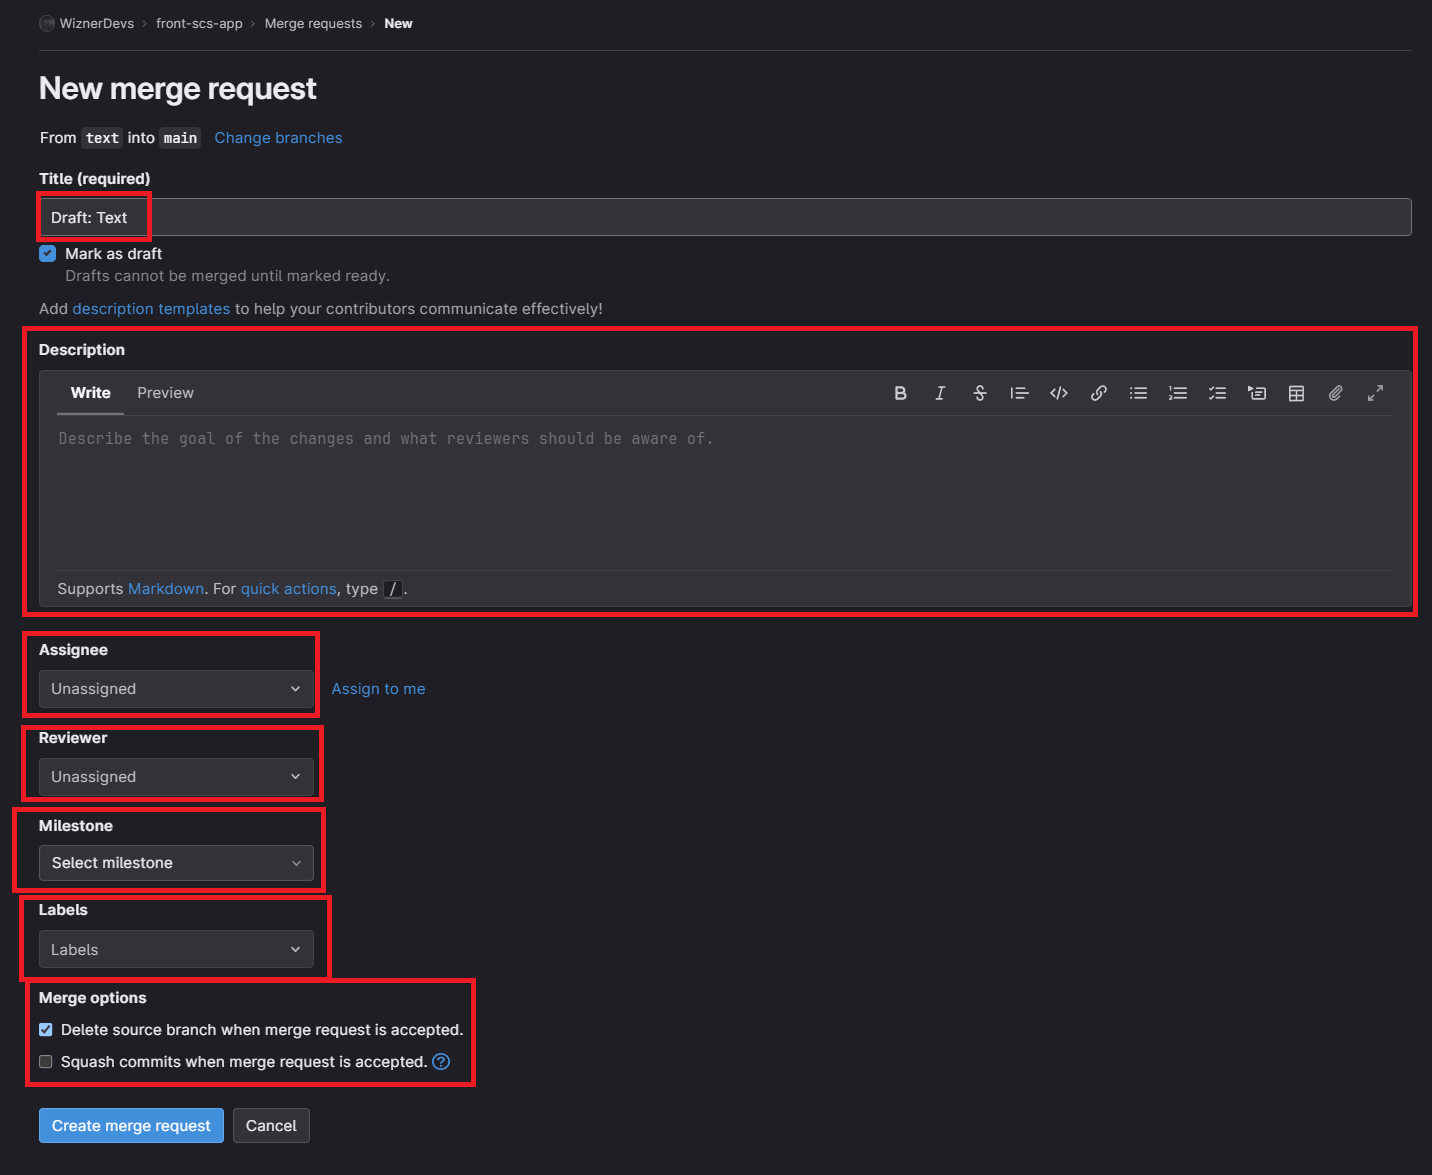 WiznerDevs › front-scs-app › Merge requests › New
New merge request
From text into main Change branches
Title (required)
Draft: Text
Mark as draft
Drafts cannot be merged until marked ready.
Add description templates to help your contributors communicate effectively!
Description
Write Preview
Describe the goal of the changes and what reviewers should be aware of.
Supports Markdown. For quick actions, type /.
Assignee
Unassigned Assign to me
Reviewer
Unassigned
Milestone
Select milestone
Labels
Labels
Merge options
Delete source branch when merge request is accepted.
Squash commits when merge request is accepted. ?
Create merge request Cancel